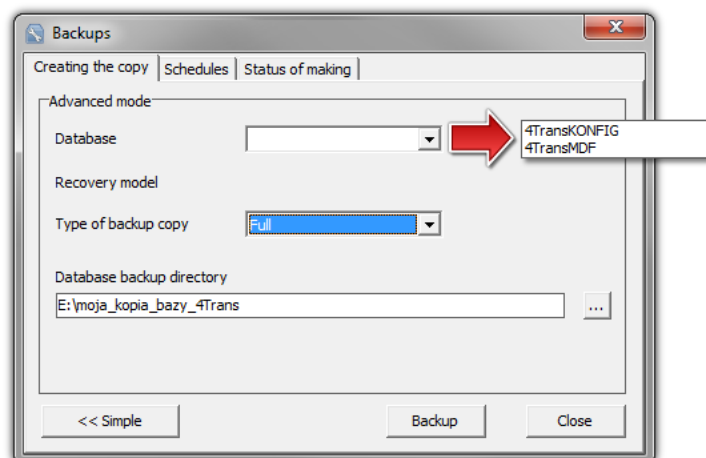 Backups
Creating the copy Schedules Status of making
Advanced mode
Database
4TransKONFIG
4TransMDF
Recovery model
Type of backup copy Full
Database backup directory
E:\moja_kopia_bazy_4Trans ...
<< Simple Backup Close